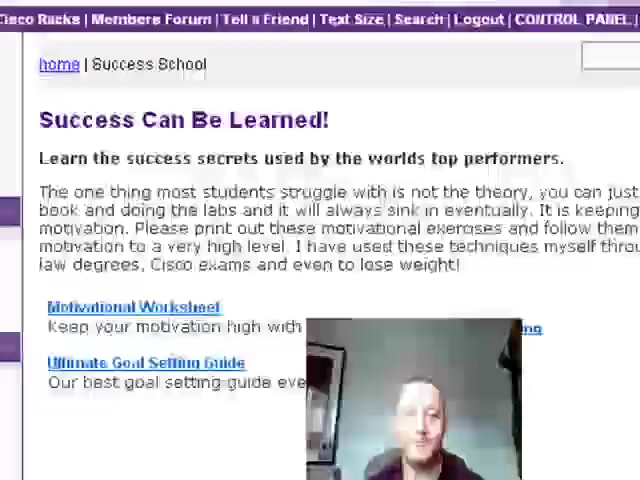 Cisco Racks | Members Forum | Tell a Friend | Text Size | Search | Logout | CONTROL PANEL
home | Success School
Success Can Be Learned!
Learn the success secrets used by the worlds top performers.
The one thing most students struggle with is not the theory, you can just
book and doing the labs and it will always sink in eventually. It is keeping
motivation. Please print out these motivational exercises and follow them
motivation to a very high level. I have used these techniques myself throu
law degrees, Cisco exams and even to lose weight!
Motivational Worksheet
Keep your motivation high with
Ultimate Goal Setting Guide
Our best goal setting guide eve